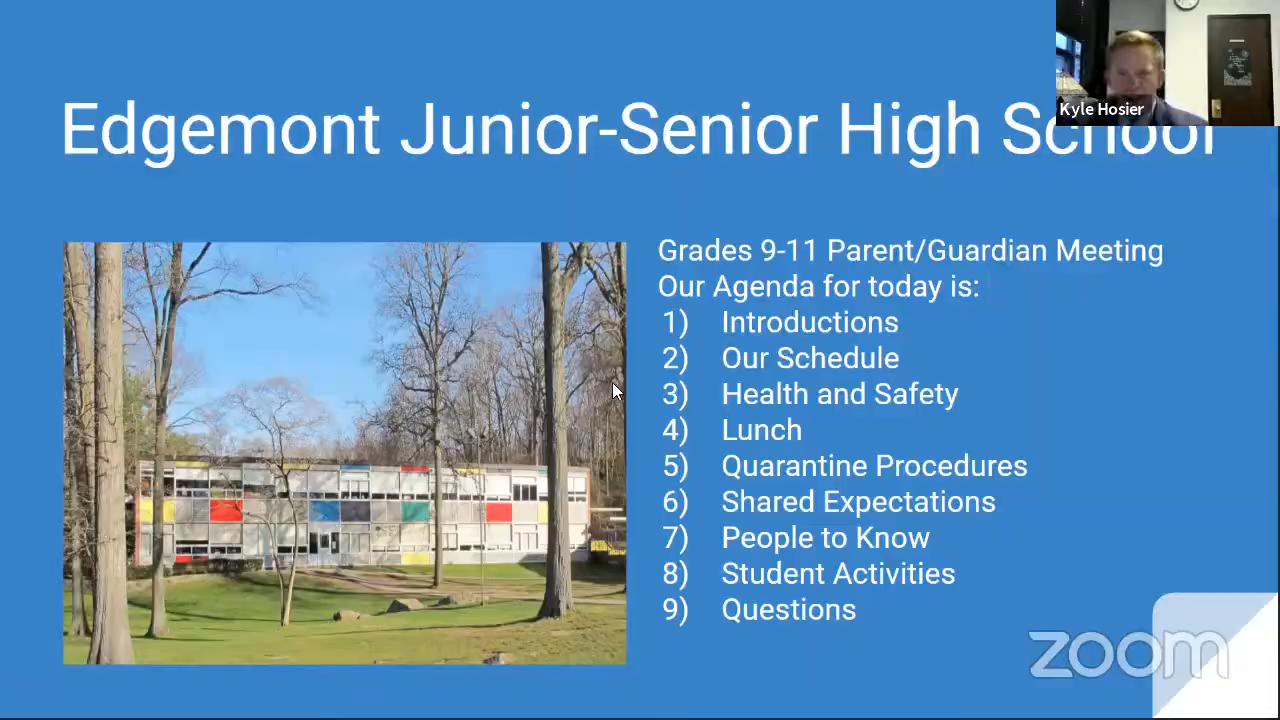 Kyle Hosier
Edgemont Junior-Senior High School
Grades 9-11 Parent/Guardian Meeting
Our Agenda for today is:
1) Introductions
2) Our Schedule
3) Health and Safety
4) Lunch
5) Quarantine Procedures
6) Shared Expectations
7) People to Know
8) Student Activities
9) Questions
zoom